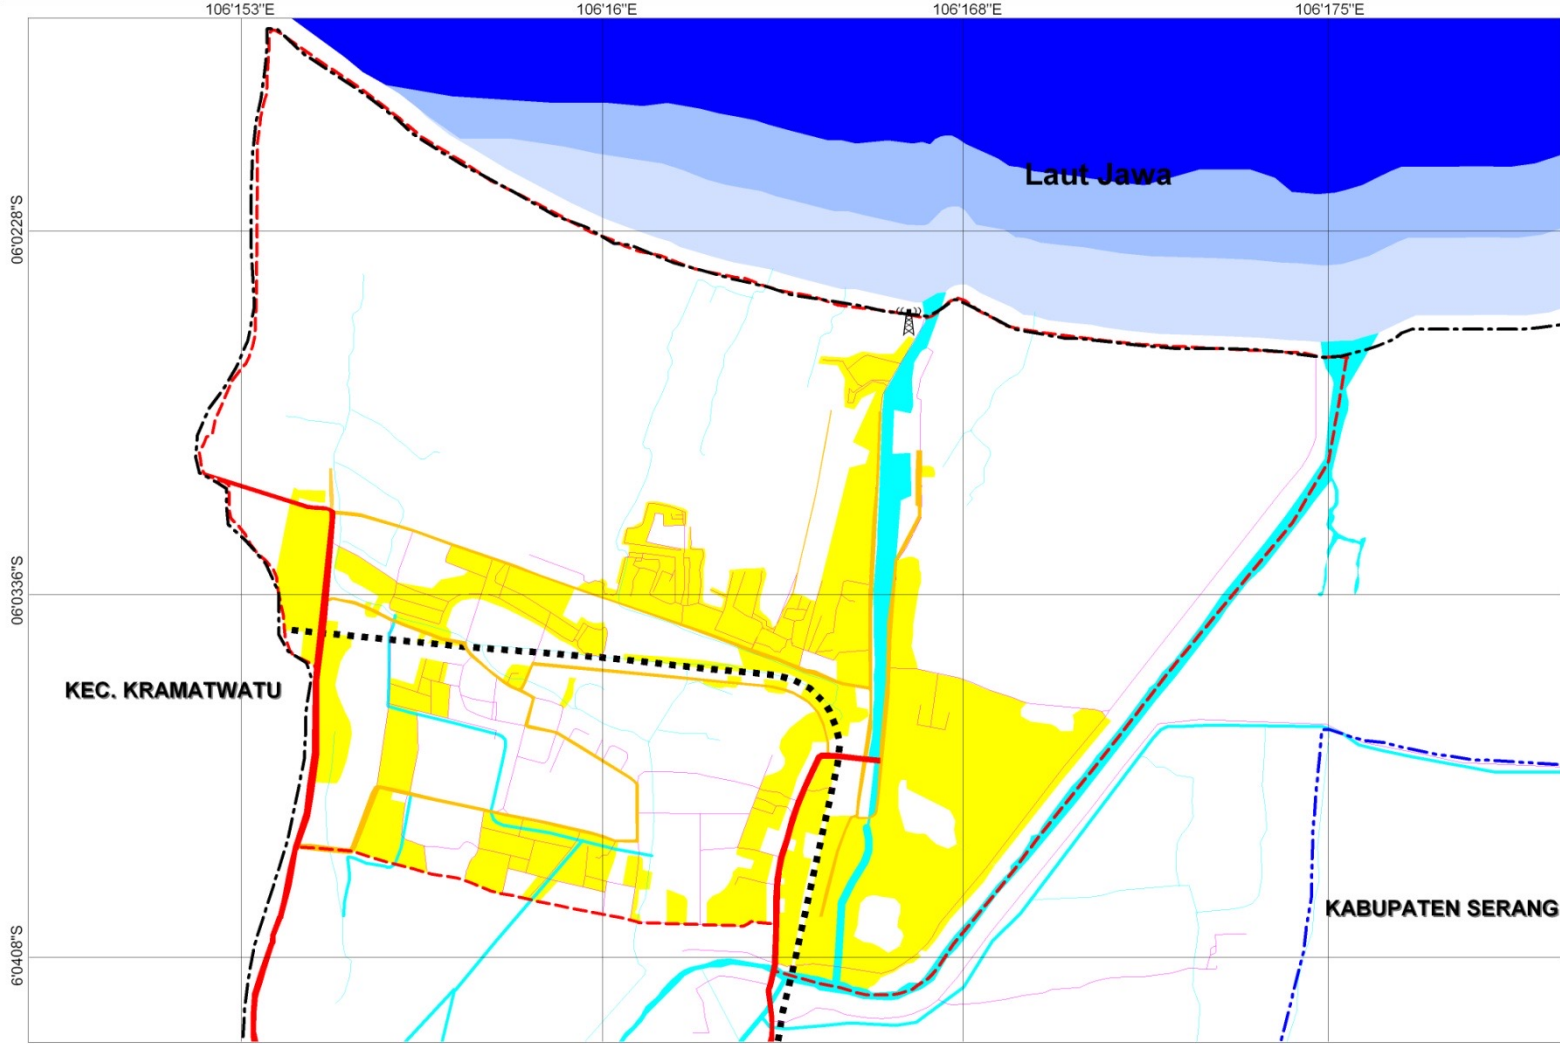 106'153"E
106'16"E
106'168"E
106'175"E
Laut Jawa
06'0228"S
06'0336"S
KEC. KRAMATWATU
KABUPATEN SERANG
6'0408"S